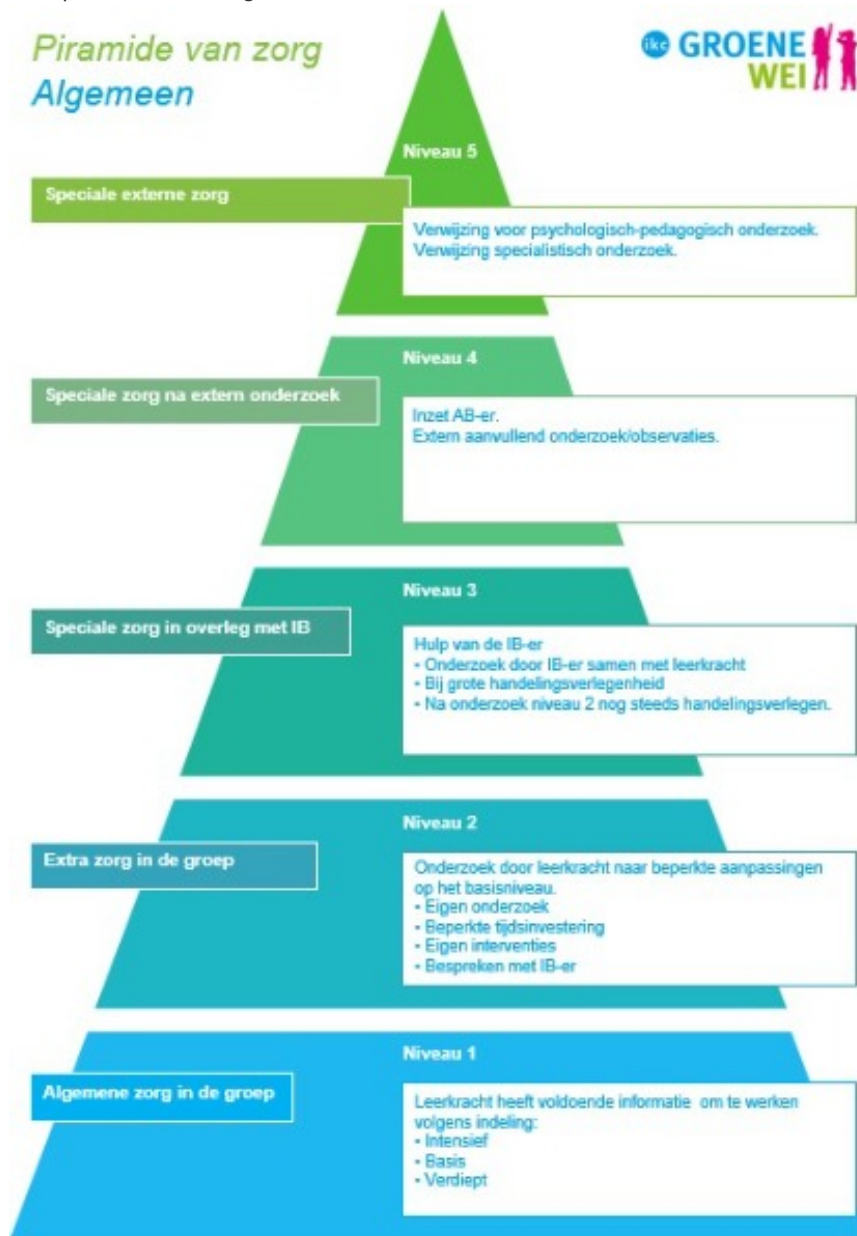 Piramide van zorg
Algemeen
ikc GROENE
WEI
Niveau 5
Speciale externe zorg
Verwijzing voor psychologisch-pedagogisch onderzoek.
Verwijzing specialistisch onderzoek.
Niveau 4
Speciale zorg na extern onderzoek
Inzet AB-er.
Extern aanvullend onderzoek/observaties.
Niveau 3
Speciale zorg in overleg met IB
Hulp van de IB-er
- Onderzoek door IB-er samen met leerkracht
- Bij grote handelingsverlegenheid
- Na onderzoek niveau 2 nog steeds handelingsverlegen.
Niveau 2
Extra zorg in de groep
Onderzoek door leerkracht naar beperkte aanpassingen
op het basisniveau.
- Eigen onderzoek
- Beperkte tijdsinvestering
- Eigen interventies
- Bespreken met IB-er
Niveau 1
Algemene zorg in de groep
Leerkracht heeft voldoende informatie om te werken
volgens indeling:
- Intensief
- Basis
- Verdiept